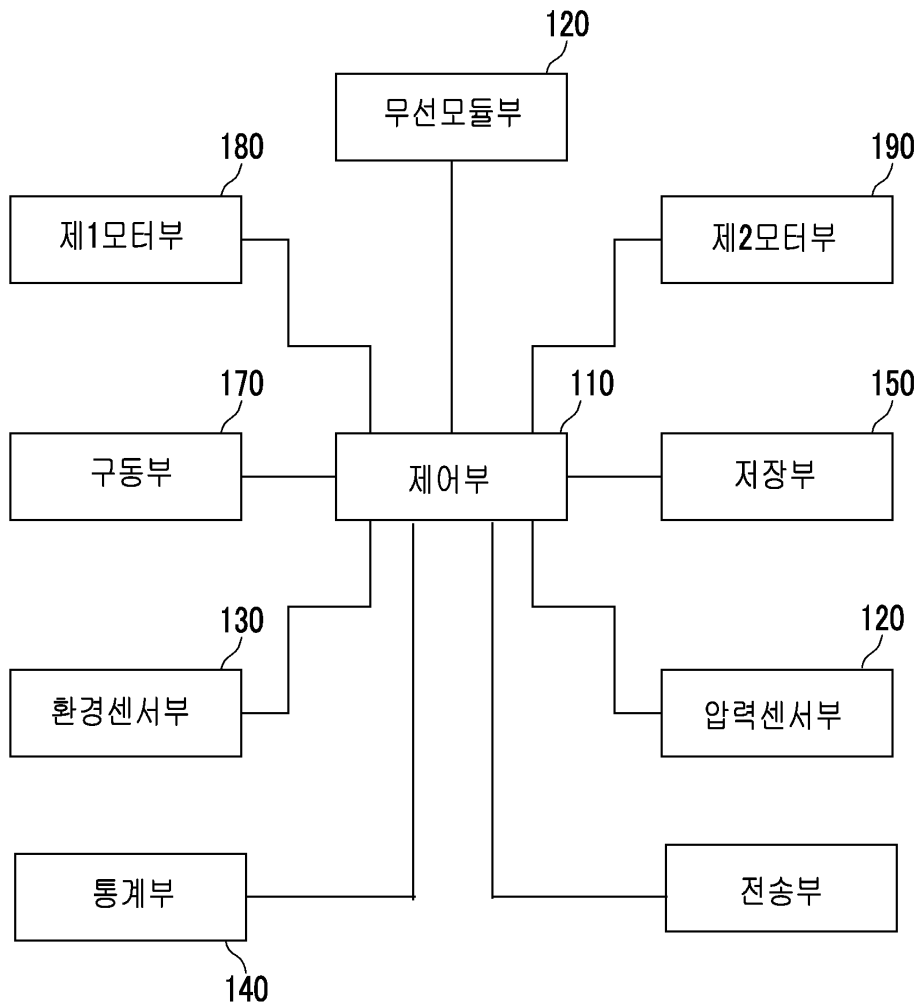 120
무선모듈부
180
제1모터부
190
제2모터부
170
구동부
110
제어부
150
저장부
130
환경센서부
120
압력센서부
통계부
140
전송부